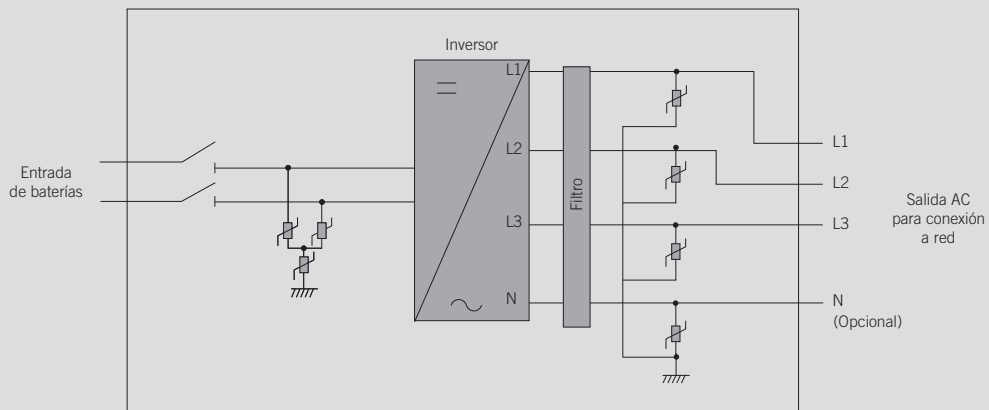 Inversor
L1
L2
L3
N
Filtro
Entrada
de baterías
L1
L2
L3
N
(Opcional)
Salida AC
para conexión
a red